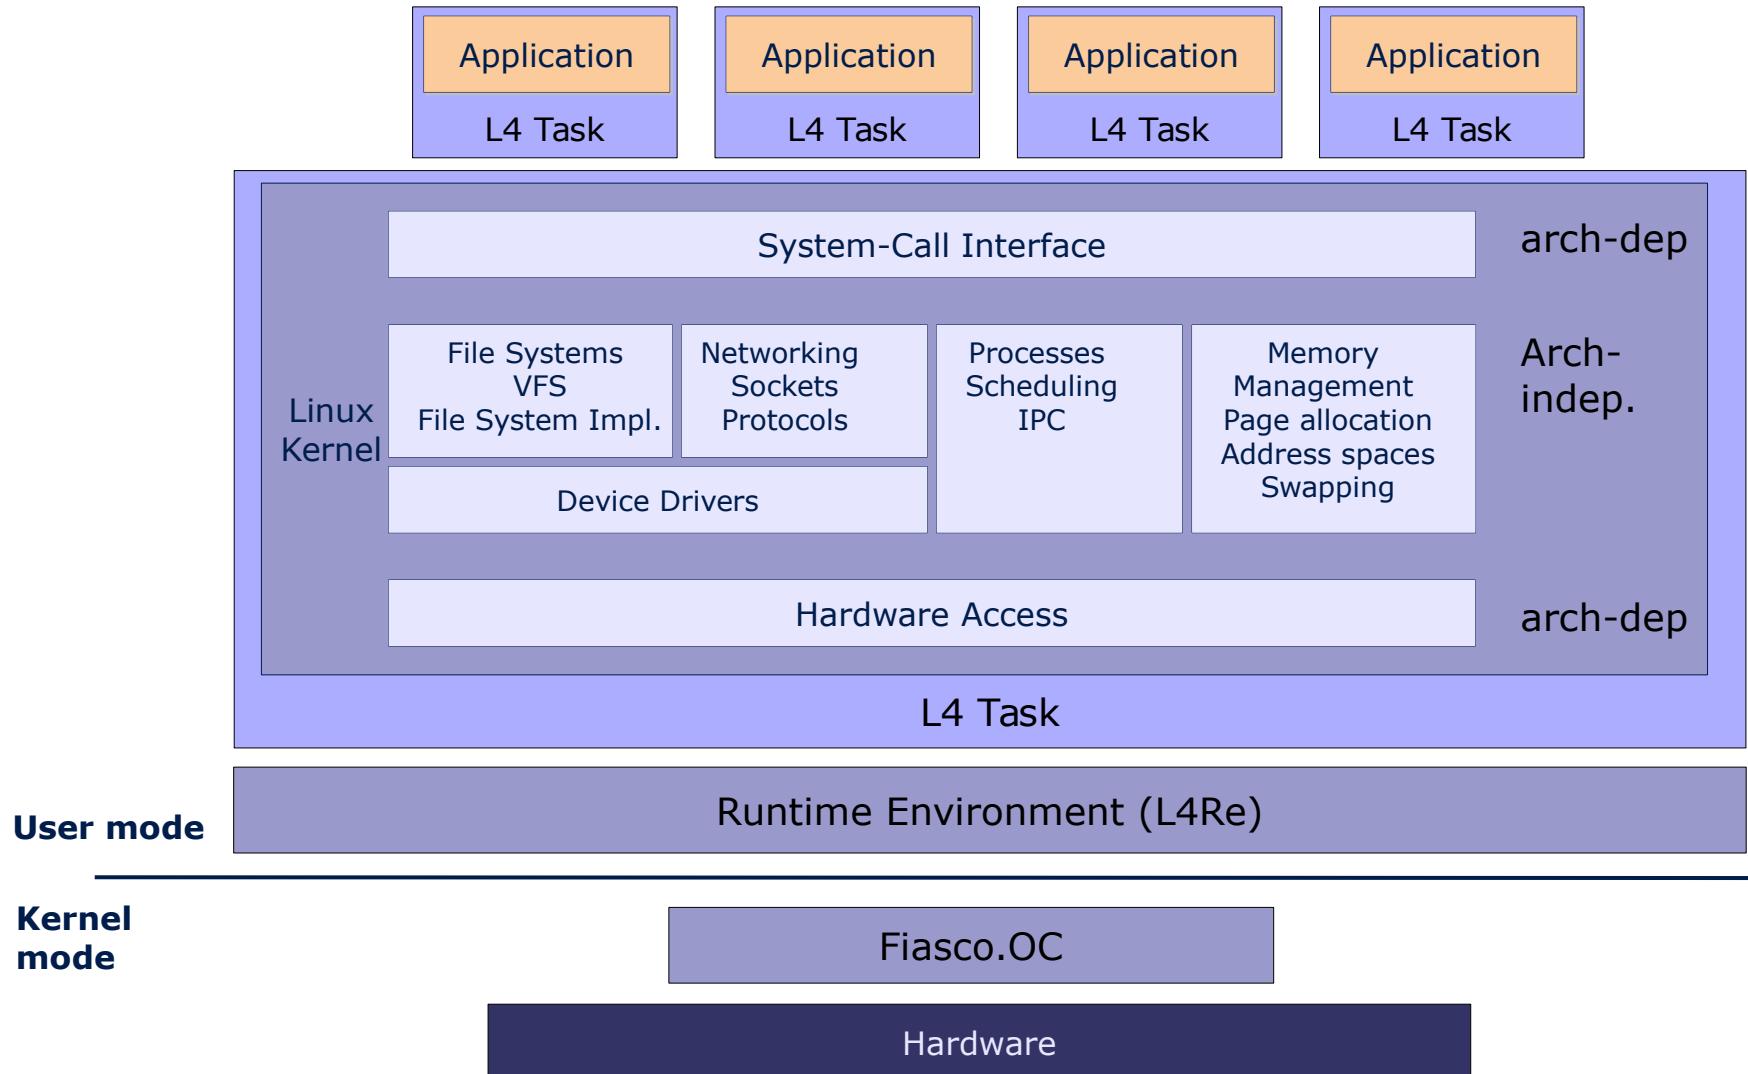 Application
L4 Task
Application
L4 Task
Application
L4 Task
Application
L4 Task
System-Call Interface
arch-dep
Linux
Kernel
File Systems
VFS
File System Impl.
Networking
Sockets
Protocols
Processes
Scheduling
IPC
Memory
Management
Page allocation
Address spaces
Swapping
Arch-
indep.
Device Drivers
Hardware Access
arch-dep
L4 Task
Runtime Environment (L4Re)
User mode
Kernel
mode
Fiasco.OC
Hardware